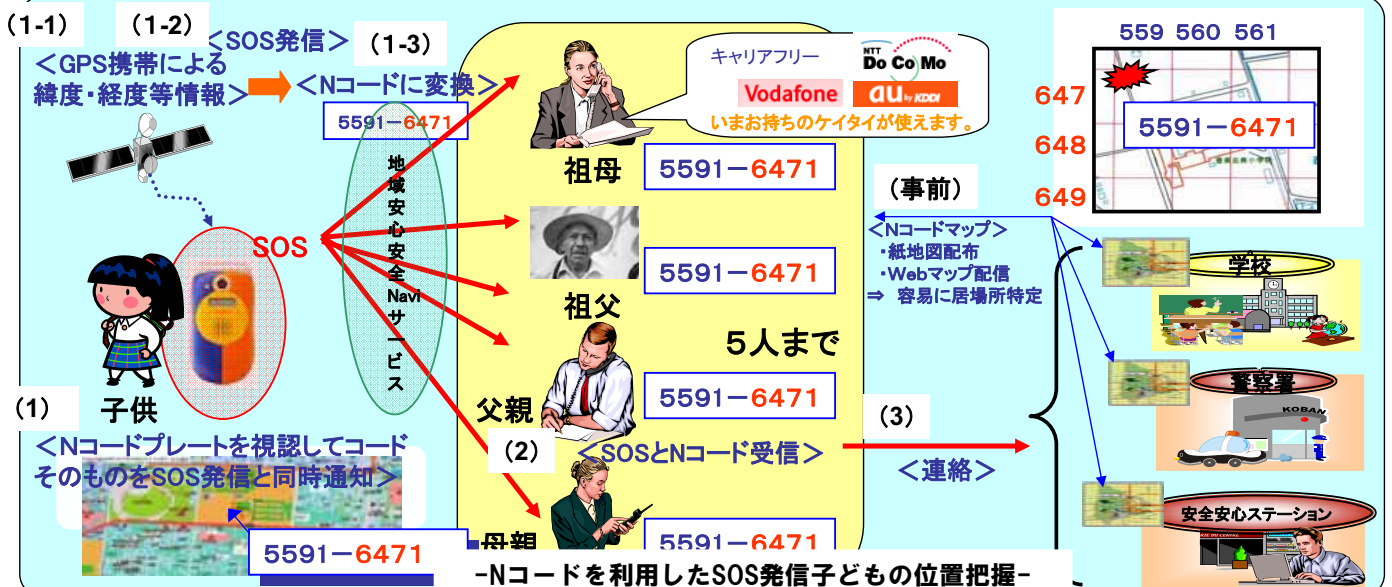 (1-1)
(1-2)
＜SOS発信＞
(1-3)
＜GPS携帯による
緯度・経度等情報＞
＜Nコードに変換＞
5591－6471
地域安心安全Naviサービス
SOS
子供
(1)
＜Nコードプレートを視認してコード
そのものをSOS発信と同時通知＞
5591－6471
キャリアフリー
NTT
DoCoMo
Vodafone
au by KDDI
いまお持ちのケイタイが使えます。
祖母
5591－6471
祖父
5591－6471
5人まで
父親
5591－6471
(2)
＜SOSとNコード受信＞
母親
5591－6471
(3)
＜連絡＞
(事前)
＜Nコードマップ＞
・紙地図配布
・Webマップ配信
⇒ 容易に居場所特定
559 560 561
647
648
649
5591－6471
学校
警察署
KOBAN
安全安心ステーション
-Nコードを利用したSOS発信子どもの位置把握-